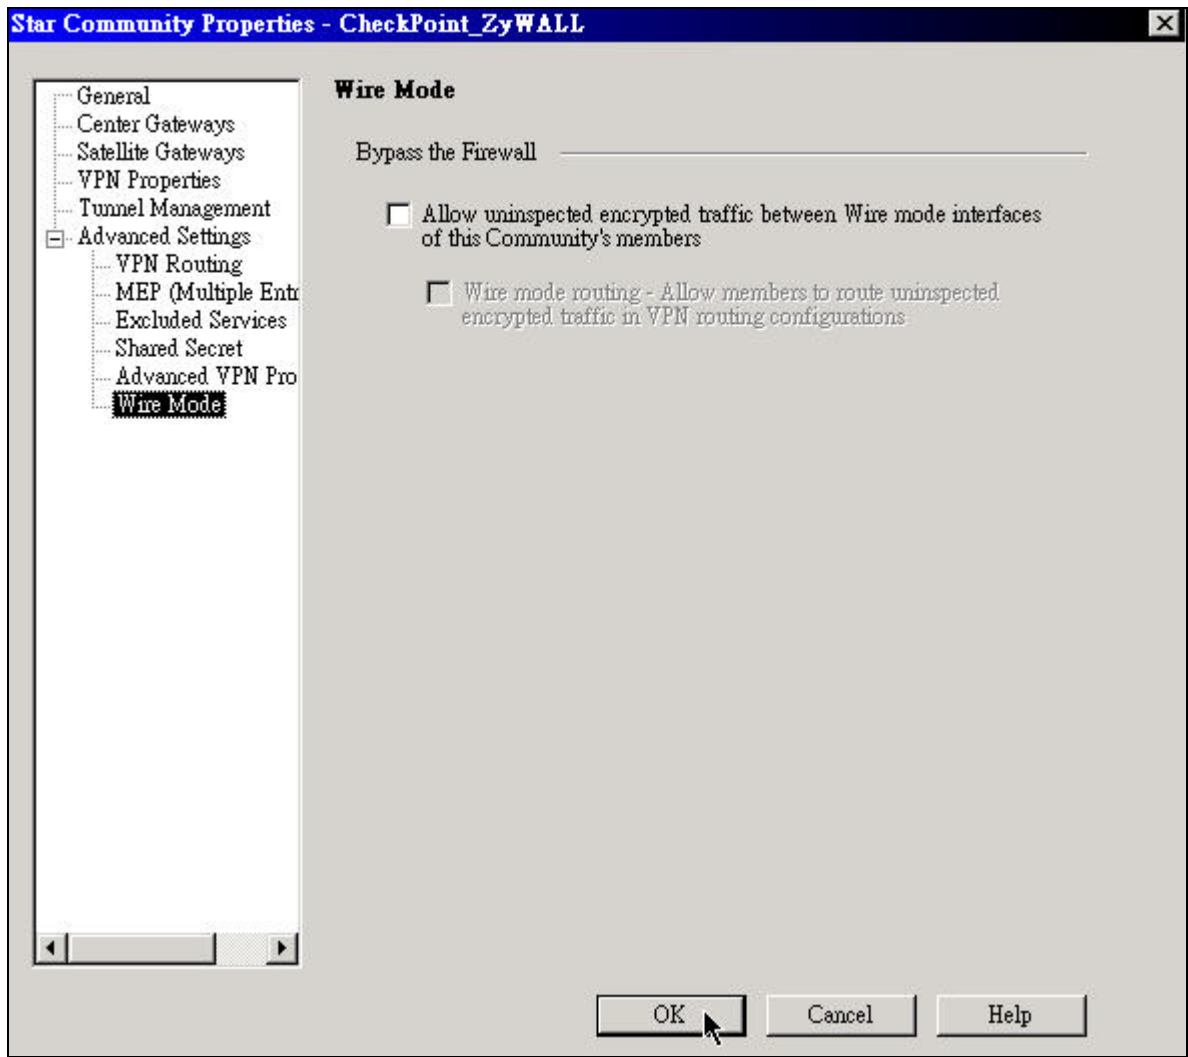 Star Community Properties - CheckPoint_ZyWALL
General
Center Gateways
Satellite Gateways
VPN Properties
Tunnel Management
Advanced Settings
VPN Routing
MEP (Multiple Entr
Excluded Services
Shared Secret
Advanced VPN Pro
Wire Mode
Wire Mode
Bypass the Firewall
Allow uninspected encrypted traffic between Wire mode interfaces
of this Community's members
Wire mode routing - Allow members to route uninspected
encrypted traffic in VPN routing configurations
OK
Cancel
Help